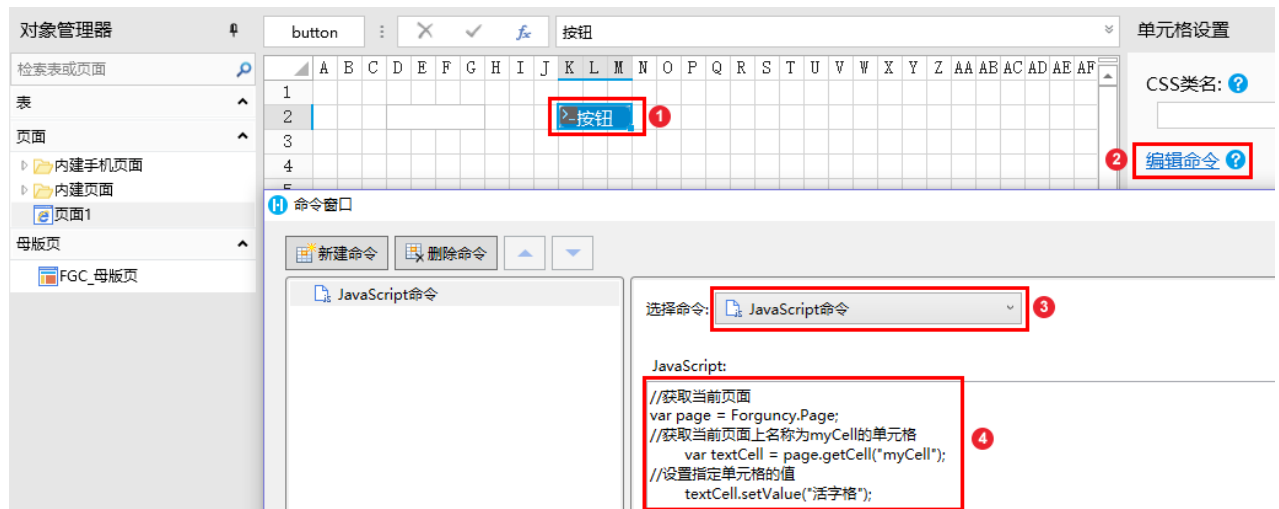 对象管理器
button
fx
按钮
单元格设置
检索表或页面
A B C D E F G H I J K L M N O P Q R S T U V W X Y Z AA AB AC AD AE AF
CSS类名: ?
表
1
2
>-按钮
1
页面
3
内建手机页面
4
2
编辑命令 ?
内建页面
页面1
命令窗口
母版页
新建命令
删除命令
FGC_母版页
JavaScript命令
选择命令:
JavaScript命令
3
JavaScript:
//获取当前页面
var page = Forguncy.Page;
//获取当前页面上名称为myCell的单元格
var textCell = page.getCell("myCell");
4
//设置指定单元格的值
textCell.setValue("活字格");